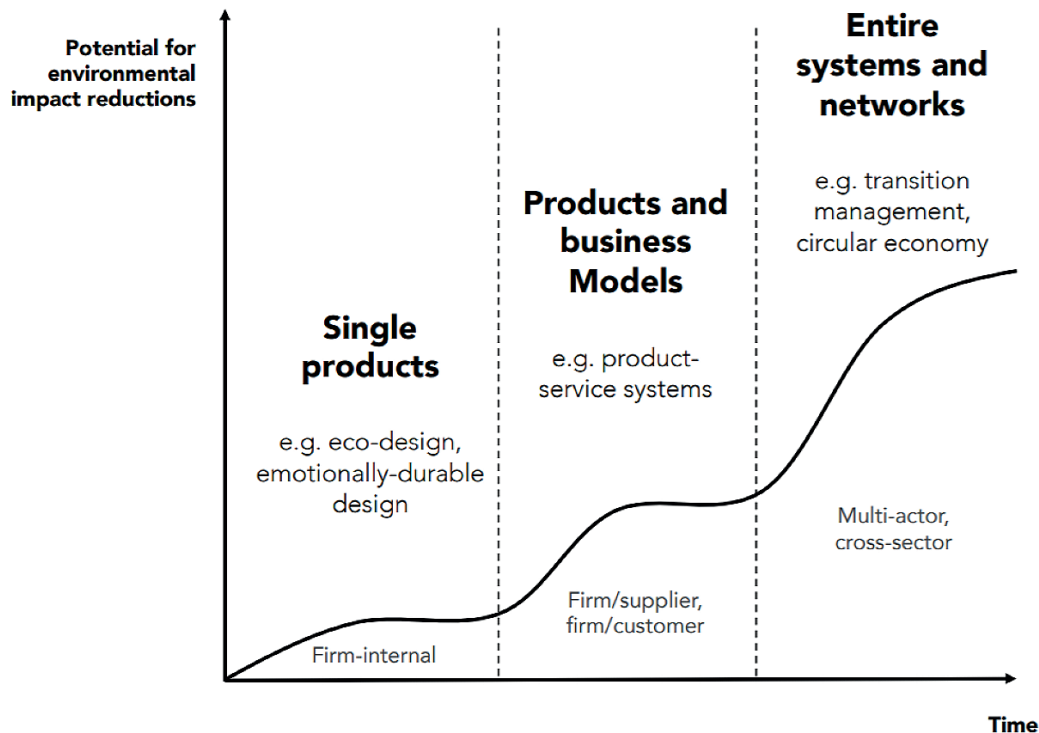 Potential for
environmental
impact reductions
Single
products
e.g. eco-design,
emotionally-durable
design
Firm-internal
Products and
business
Models
e.g. product-
service systems
Firm/supplier,
firm/customer
Entire
systems and
networks
e.g. transition
management,
circular economy
Multi-actor,
cross-sector
Time